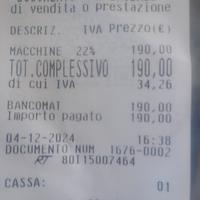 di vendita o prestazione
DESCRIZ. IVA Prezzo(€)
MACCHINE 22% 190,00
TOT.COMPLESSIVO 190,00
di cui IVA 34,26
BANCOMAT 190,00
Importo pagato 190,00
04-12-2024 16:38
DOCUMENTO NUM 1676-0002
RT 80I15007464
CASSA: 01